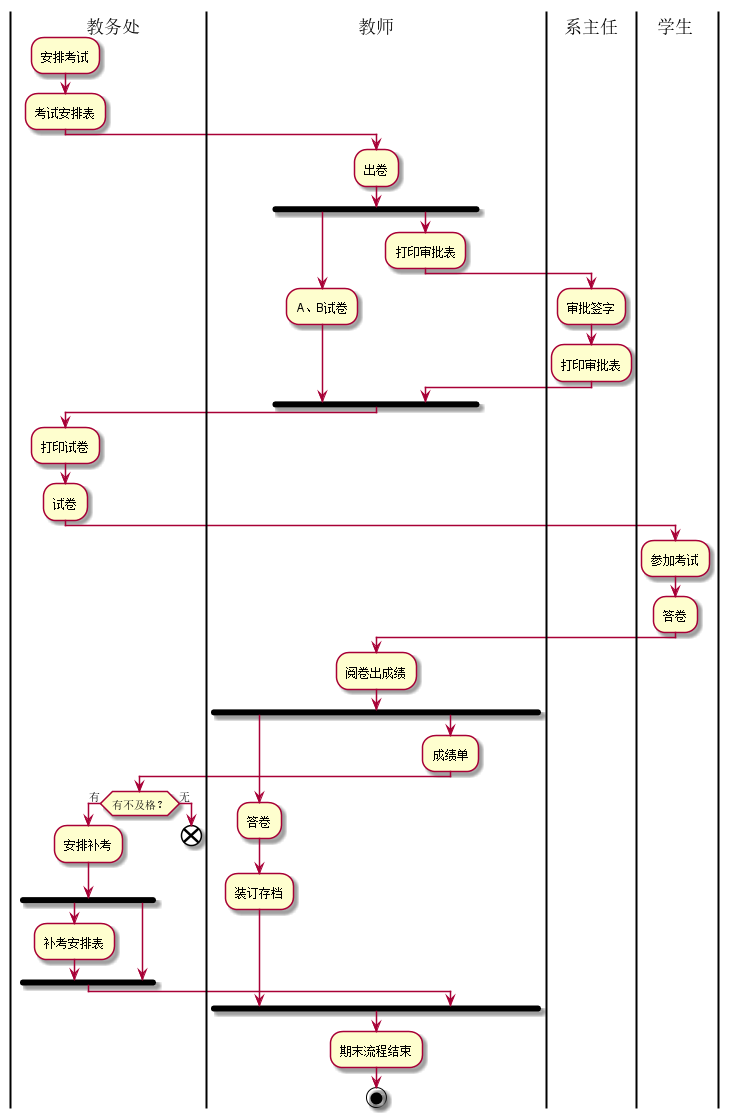 教务处
教师
系主任
学生
安排考试
考试安排表
出卷
打印审批表
A、B试卷
审批签字
打印审批表
打印试卷
试卷
参加考试
答卷
阅卷出成绩
成绩单
有
有不及格？
无
答卷
安排补考
装订存档
补考安排表
期末流程结束